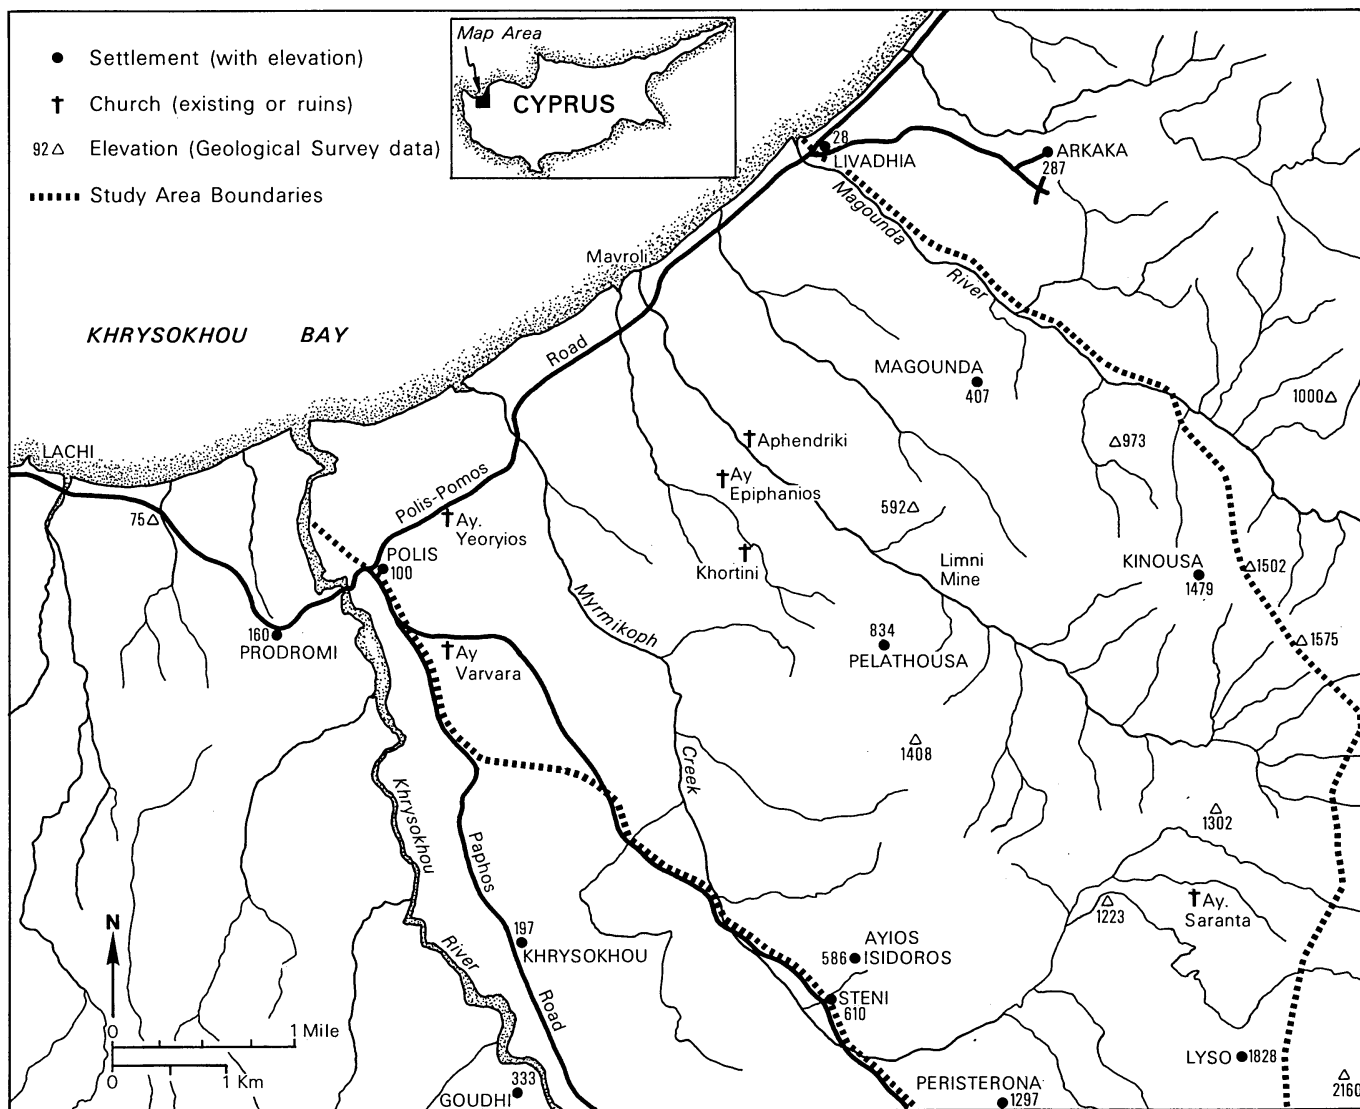 Settlement (with elevation)
Church (existing or ruins)
92 Elevation (Geological Survey data)
Study Area Boundaries
Map Area
CYPRUS
28
LIVADHIA
ARKAKA
287
Magounda
River
Mavroli
KHRYSOKHOU BAY
Road
MAGOUNDA
407
1000
LACHI
Aphendriki
973
Polis-Pomos
Ay
Epiphanios
75
Ay.
Yeoryios
592
POLIS
100
Khortini
Limni
Mine
KINOUSA
1479
1502
Myrmikoph
160
PRODROMI
Ay
Varvara
834
PELATHOUSA
1575
1408
Creek
Khrysokhou
1302
Paphos
1223
Ay.
Saranta
N
197
KHRYSOKHOU
River
AYIOS
586 ISIDOROS
STENI
610
Road
0 1 Mile
0 1 Km
LYSO 1828
333
GOUDHI
PERISTERONA
1297
2160